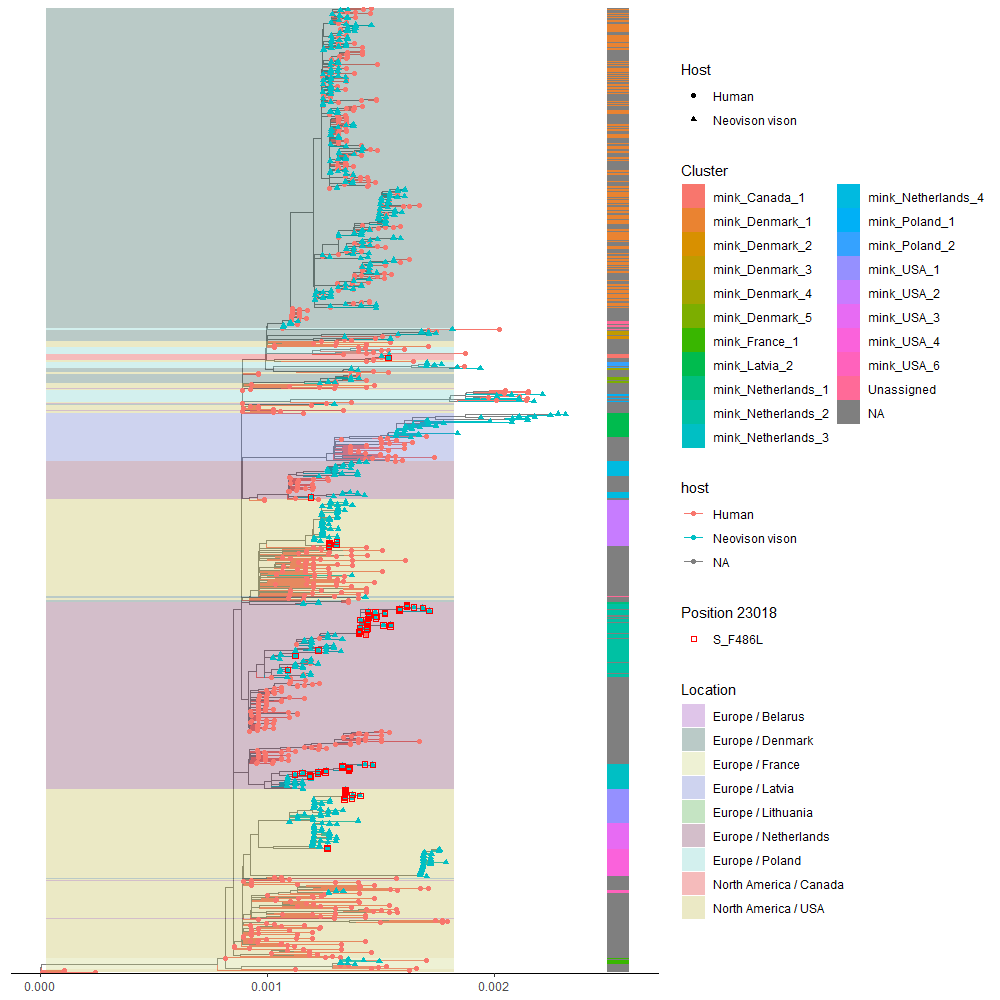 Host
Human
Neovison vison
Cluster
mink_Canada_1
mink_Denmark_1
mink_Denmark_2
mink_Denmark_3
mink_Denmark_4
mink_Denmark_5
mink_France_1
mink_Latvia_2
mink_Netherlands_1
mink_Netherlands_2
mink_Netherlands_3
mink_Netherlands_4
mink_Poland_1
mink_Poland_2
mink_USA_1
mink_USA_2
mink_USA_3
mink_USA_4
mink_USA_6
Unassigned
NA
host
Human
Neovison vison
NA
Position 23018
S_F486L
Location
Europe / Belarus
Europe / Denmark
Europe / France
Europe / Latvia
Europe / Lithuania
Europe / Netherlands
Europe / Poland
North America / Canada
North America / USA
0.000 0.001 0.002